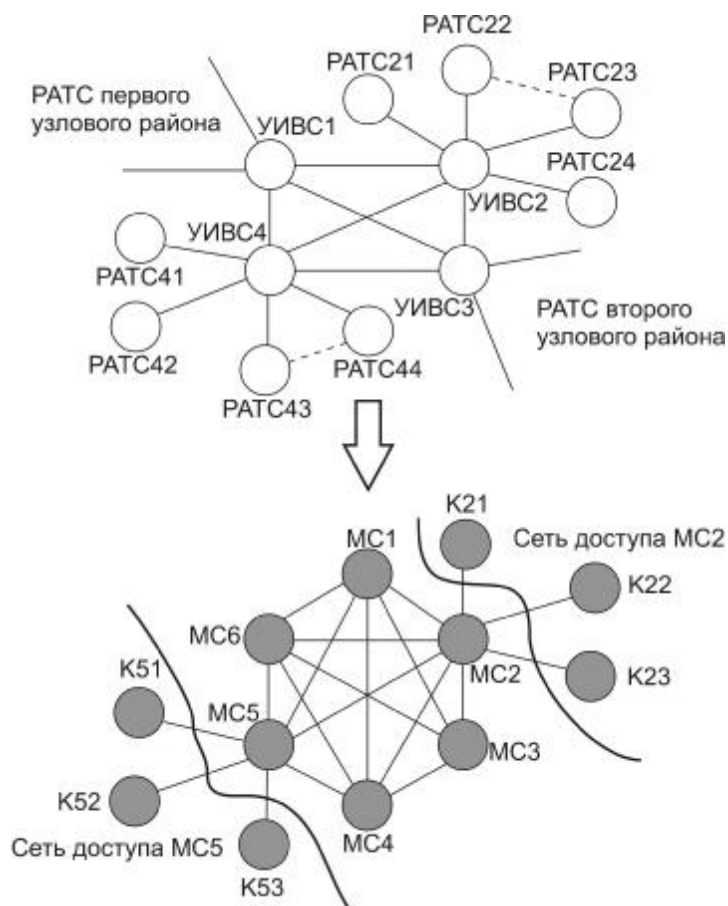 РАТС22
РАТС21
РАТС23
РАТС первого
узлового района
УИВС1
РАТС24
УИВС2
УИВС4
РАТС41
УИВС3
РАТС второго
узлового района
РАТС42
РАТС44
РАТС43
К21
МС1
Сеть доступа МС2
К22
МС6
К51
МС2
К23
МС5
МС3
К52
МС4
Сеть доступа МС5
К53